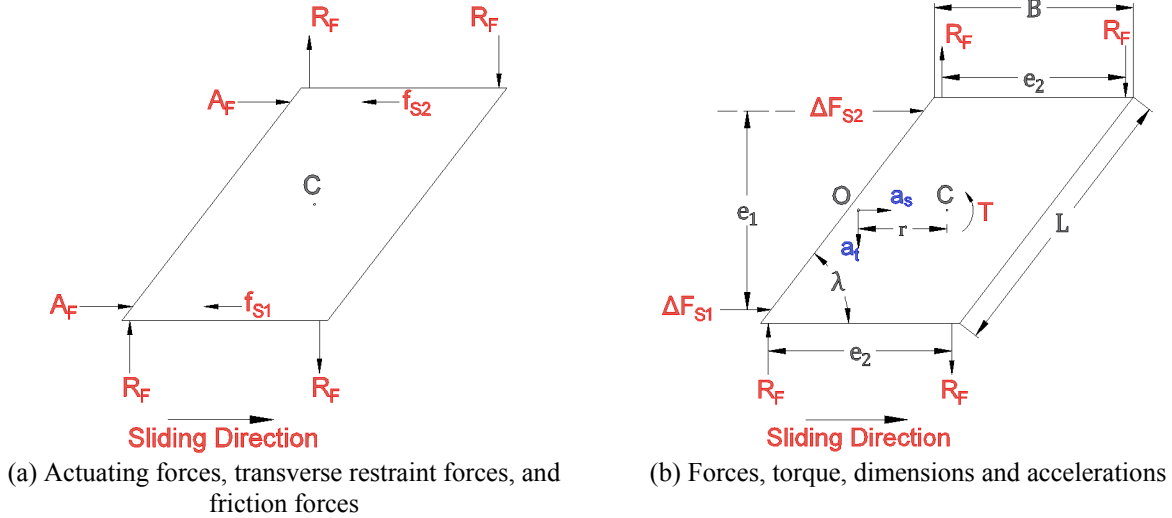 R_F R_F
A_F f_S2
C
A_F f_S1
R_F R_F
Sliding Direction
(a) Actuating forces, transverse restraint forces, and
friction forces
B
R_F R_F
e_2
ΔF_S2
O a_s C
e_1 r T L
a_t
λ
ΔF_S1
e_2
R_F R_F
Sliding Direction
(b) Forces, torque, dimensions and accelerations